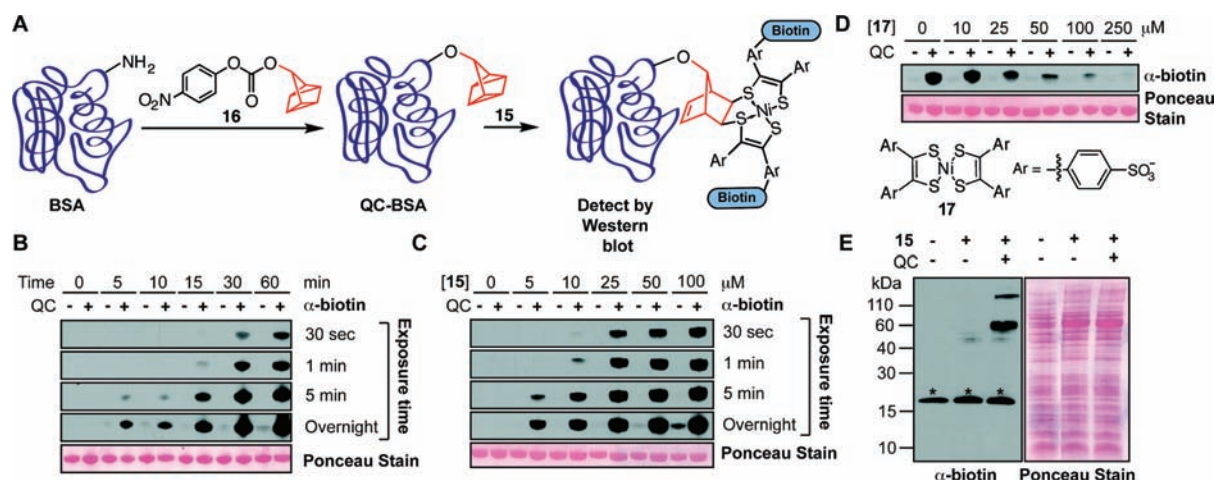 A
NH₂
O₂N
O
O
O
16
BSA
O
15
QC-BSA
Biotin
Ar
Ar
O
S
S
Ni
S
S
Ar
Ar
Biotin
Detect by
Western
blot
B
Time 0 5 10 15 30 60 min
QC - + - + - + - + - + - + α-biotin
30 sec
1 min
5 min
Overnight
Exposure time
Ponceau Stain
C
[15] 0 5 10 25 50 100 μM
QC - + - + - + - + - + - + α-biotin
30 sec
1 min
5 min
Overnight
Exposure time
Ponceau Stain
D
[17] 0 10 25 50 100 250 μM
QC - + - + - + - + - + - +
α-biotin
Ponceau
Stain
Ar S S Ar
Ni
Ar S S Ar
17
Ar =
SO₃⁻
E
15 - + + - + +
QC - - + - - +
kDa
110
60
40
30
15
10
* * *
α-biotin Ponceau Stain